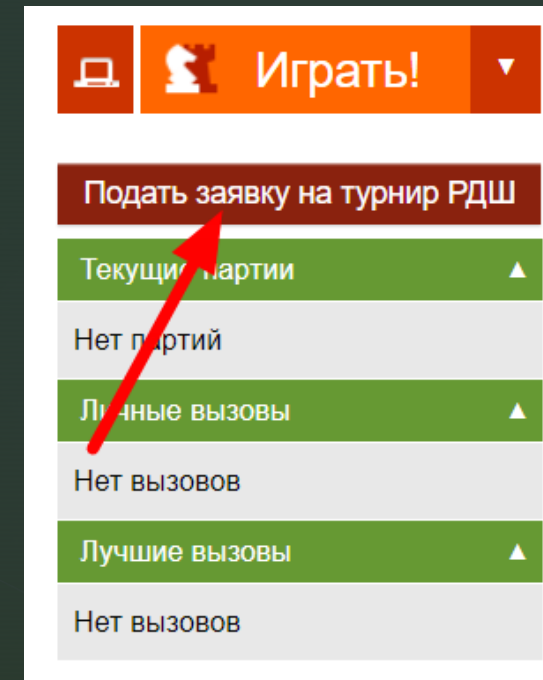 Играть!
Подать заявку на турнир РДШ
Текущие партии
Нет партий
Личные вызовы
Нет вызовов
Лучшие вызовы
Нет вызовов